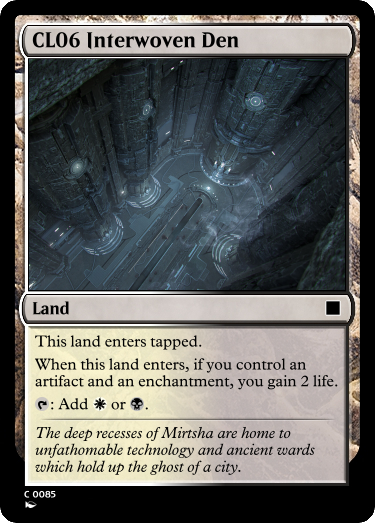 CL06 Interwoven Den
Land
This land enters tapped.
When this land enters, if you control an
artifact and an enchantment, you gain 2 life.
: Add or .
The deep recesses of Mirtsha are home to
unfathomable technology and ancient wards
which hold up the ghost of a city.
C 0085